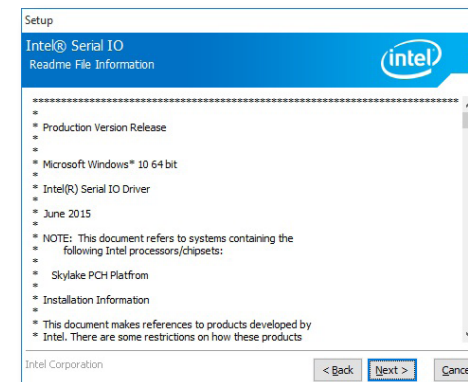 Setup
Intel® Serial IO
Readme File Information
intel
*******************************************************************************
*
* Production Version Release
*
*
* Microsoft Windows* 10 64 bit
*
* Intel(R) Serial IO Driver
*
* June 2015
*
* NOTE: This document refers to systems containing the
* following Intel processors/chipsets:
*
* Skylake PCH Platfrom
*
* Installation Information
*
* This document makes references to products developed by
* Intel. There are some restrictions on how these products
Intel Corporation
< Back Next > Cance